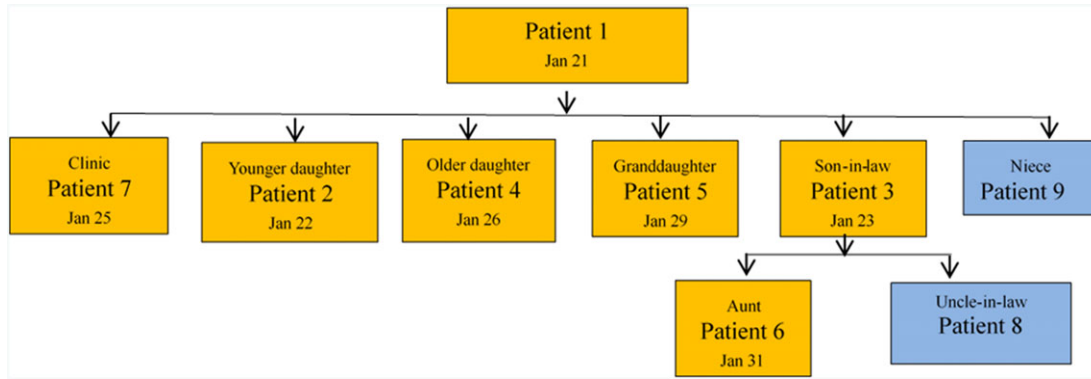 Patient 1
Jan 21
Clinic
Patient 7
Jan 25
Younger daughter
Patient 2
Jan 22
Older daughter
Patient 4
Jan 26
Granddaughter
Patient 5
Jan 29
Son-in-law
Patient 3
Jan 23
Niece
Patient 9
Aunt
Patient 6
Jan 31
Uncle-in-law
Patient 8